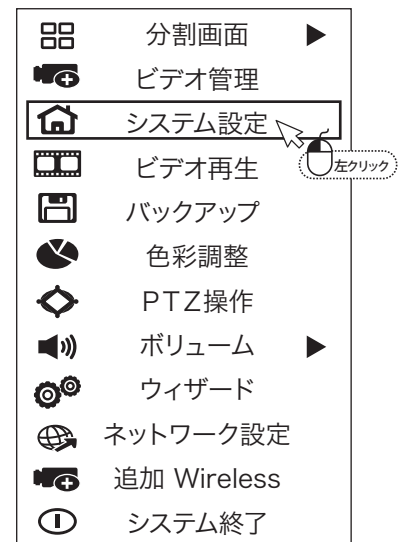 分割画面
ビデオ管理
システム設定
左クリック
ビデオ再生
バックアップ
色彩調整
PTZ操作
ボリューム
ウィザード
ネットワーク設定
追加 Wireless
システム終了